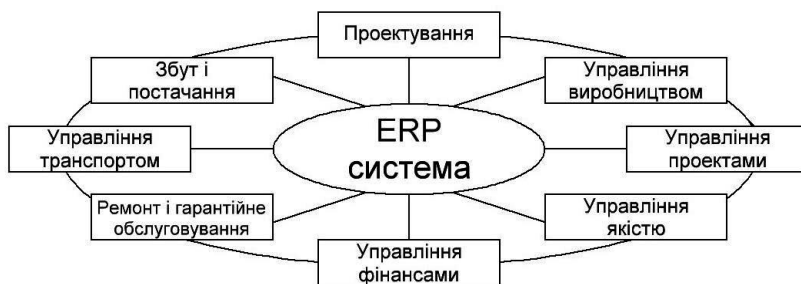 Проектування
Збут і
постачання
Управління
виробництвом
ERP
система
Управління
транспортом
Управління
проектами
Ремонт і гарантійне
обслуговування
Управління
якістю
Управління
фінансами